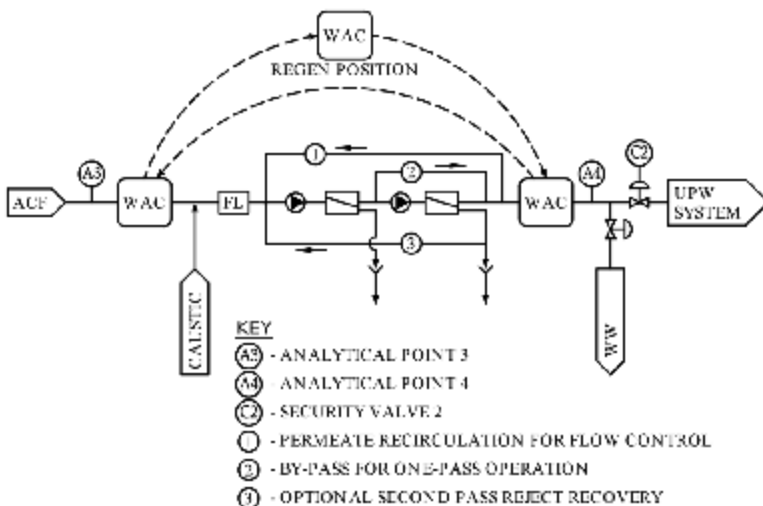 WAC
REGEN POSITION
1
2
A3
A4
C2
ACF
WAC
FL
WAC
UPW
SYSTEM
3
CAUSTIC
WW
KEY
A3 - ANALYTICAL POINT 3
A4 - ANALYTICAL POINT 4
C2 - SECURITY VALVE 2
1 - PERMEATE RECIRCULATION FOR FLOW CONTROL
2 - BY-PASS FOR ONE-PASS OPERATION
3 - OPTIONAL SECOND PASS REJECT RECOVERY